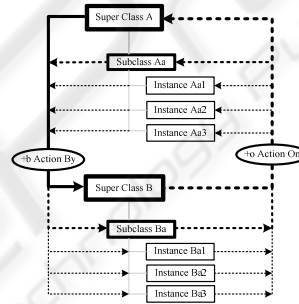 Super Class A
Subclass Aa
Instance Aa1
Instance Aa2
Instance Aa3
+b Action By
+o Action On
Super Class B
Subclass Ba
Instance Ba1
Instance Ba2
Instance Ba3